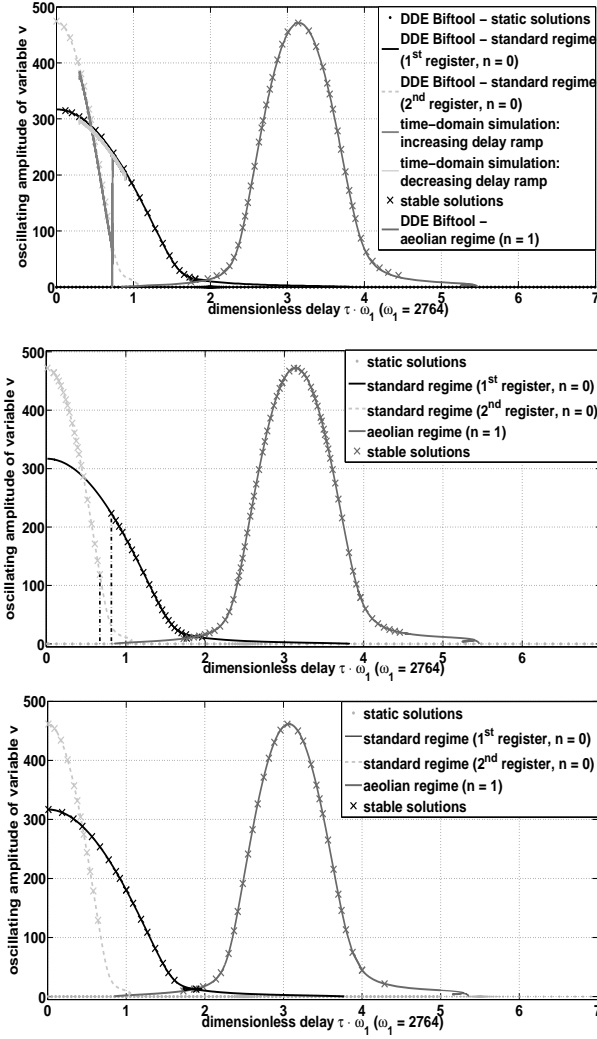 oscillating amplitude of variable v
500
400
300
200
100
0
0 1 2 3 4 5 6 7
dimensionless delay τ · ω1 (ω1 = 2764)
DDE Biftool – static solutions
DDE Biftool – standard regime
(1st register, n = 0)
DDE Biftool – standard regime
(2nd register, n = 0)
time–domain simulation:
increasing delay ramp
time–domain simulation:
decreasing delay ramp
stable solutions
DDE Biftool –
aeolian regime (n = 1)
oscillating amplitude of variable v
500
400
300
200
100
0
0 1 2 3 4 5 6 7
dimensionless delay τ · ω1 (ω1 = 2764)
static solutions
standard regime (1st register, n = 0)
standard regime (2nd register, n = 0)
aeolian regime (n = 1)
stable solutions
oscillating amplitude of variable v
500
400
300
200
100
0
0 1 2 3 4 5 6 7
dimensionless delay τ · ω1 (ω1 = 2764)
static solutions
standard regime (1st register, n = 0)
standard regime (2nd register, n = 0)
aeolian regime (n = 1)
stable solutions